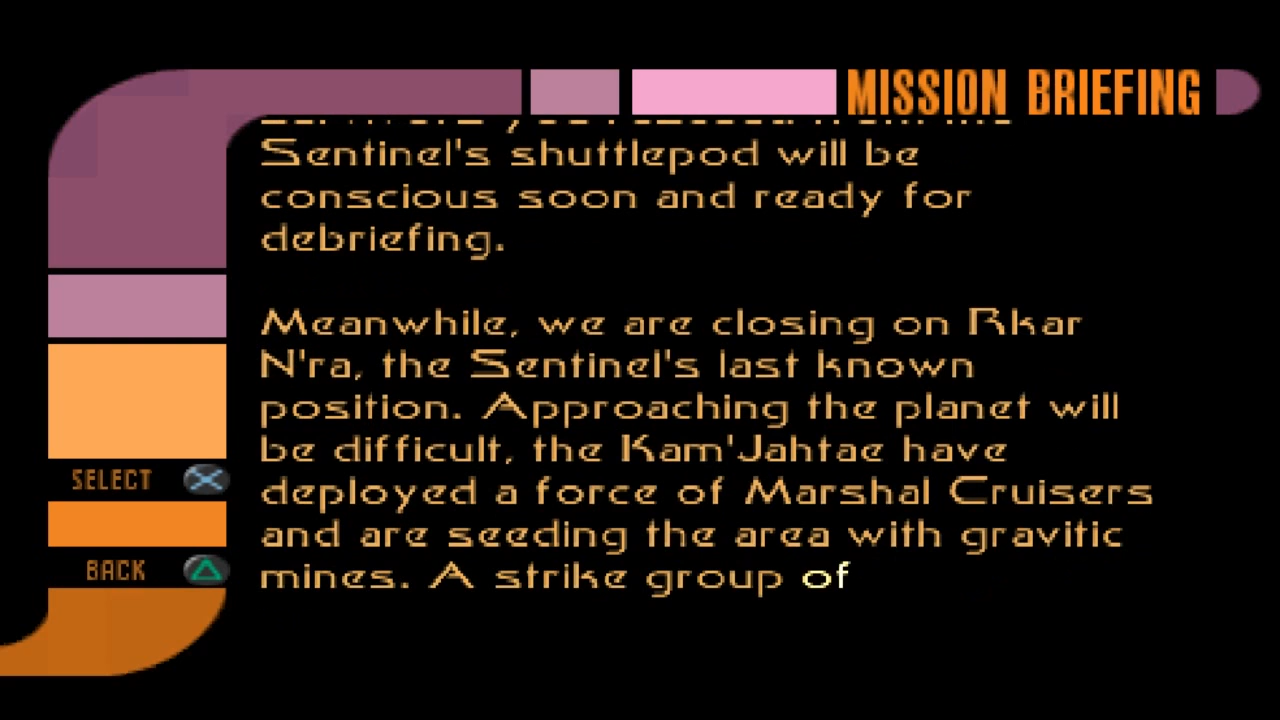 MISSION BRIEFING
Sentinel's shuttlepod will be
conscious soon and ready for
debriefing.
Meanwhile, we are closing on Rkar
N'ra, the Sentinel's last known
position. Approaching the planet will
be difficult, the Kam'Jahtae have
deployed a force of Marshal Cruisers
and are seeding the area with gravitic
mines. A strike group of
SELECT
BACK